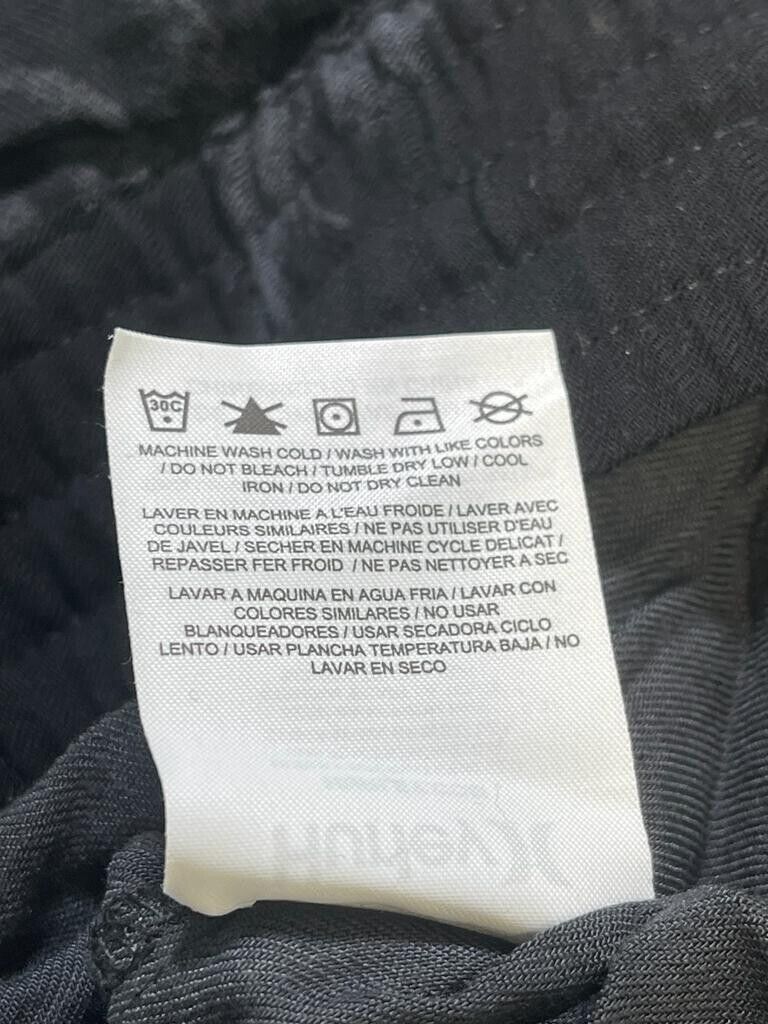 30C
MACHINE WASH COLD / WASH WITH LIKE COLORS
/ DO NOT BLEACH / TUMBLE DRY LOW / COOL
IRON / DO NOT DRY CLEAN
LAVER EN MACHINE A L'EAU FROIDE / LAVER AVEC
COULEURS SIMILAIRES / NE PAS UTILISER D'EAU
DE JAVEL / SECHER EN MACHINE CYCLE DELICAT /
REPASSER FER FROID / NE PAS NETTOYER A SEC
LAVAR A MAQUINA EN AGUA FRIA / LAVAR CON
COLORES SIMILARES / NO USAR
BLANQUEADORES / USAR SECADORA CICLO
LENTO / USAR PLANCHA TEMPERATURA BAJA / NO
LAVAR EN SECO
Hurley